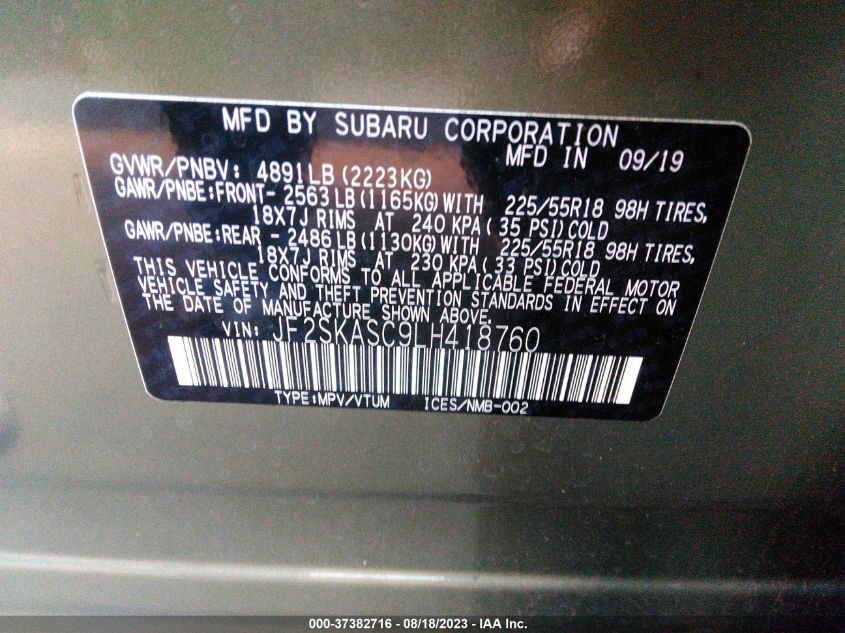 MFD BY SUBARU CORPORATION
MFD IN 09/19
GVWR/PNBV: 4891LB(2223KG)
GAWR/PNBE:FRONT- 2563LB(1165KG)WITH 225/55R18 98H TIRES,
18X7J RIMS AT 240 KPA(35 PSI)COLD
GAWR/PNBE:REAR - 2486LB(1130KG)WITH 225/55R18 98H TIRES,
18X7J RIMS AT 230 KPA(33 PSI)COLD
THIS VEHICLE CONFORMS TO ALL APPLICABLE FEDERAL MOTOR
VEHICLE SAFETY AND THEFT PREVENTION STANDARDS IN EFFECT ON
THE DATE OF MANUFACTURE SHOWN ABOVE.
VIN: JF2SKASC9LH418760
TYPE:MPV/VTUM ICES/NMB-002
000-37382716 - 08/18/2023 - IAA Inc.